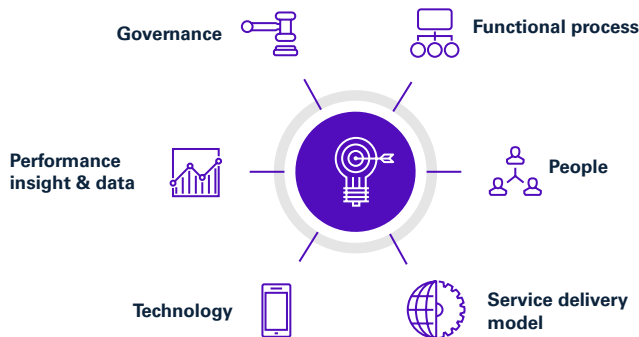 Governance
Functional process
Performance
insight & data
People
Technology
Service delivery
model